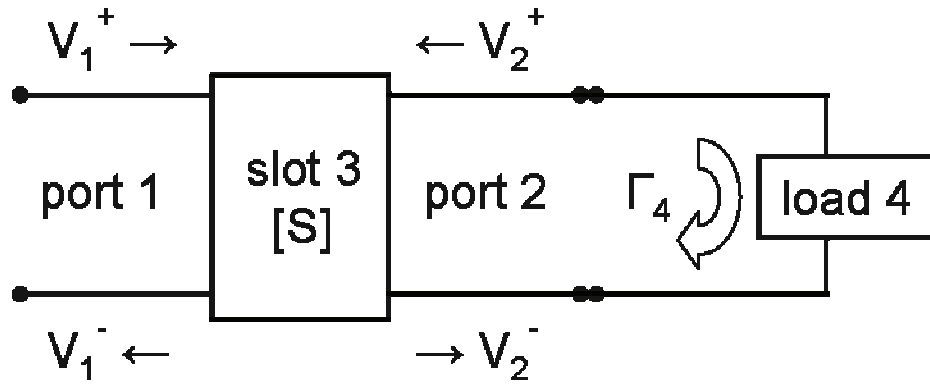 V₁⁺ → ← V₂⁺
slot 3
[S]
port 1
port 2
Γ₄
load 4
V₁⁻ ← → V₂⁻